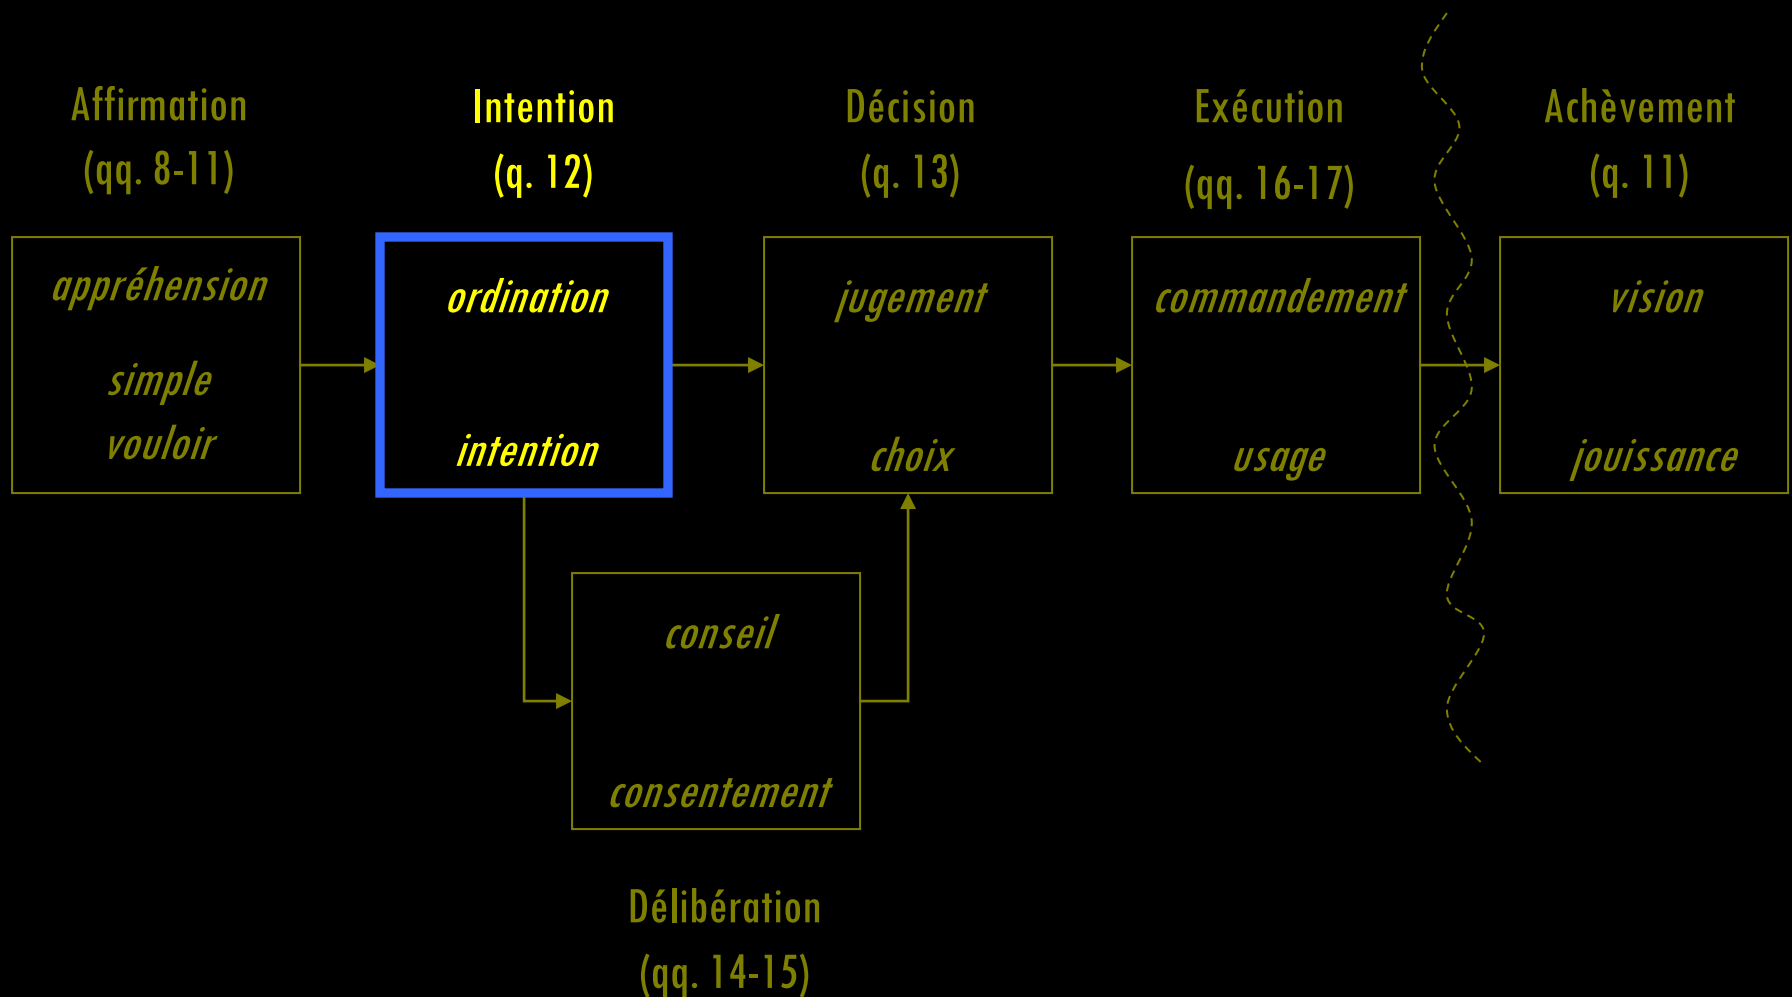 Affirmation
(qq. 8-11)
appréhension
simple
vouloir
Intention
(q. 12)
ordination
intention
Décision
(q. 13)
jugement
choix
Exécution
(qq. 16-17)
commandement
usage
Achèvement
(q. 11)
vision
jouissance
conseil
consentement
Délibération
(qq. 14-15)